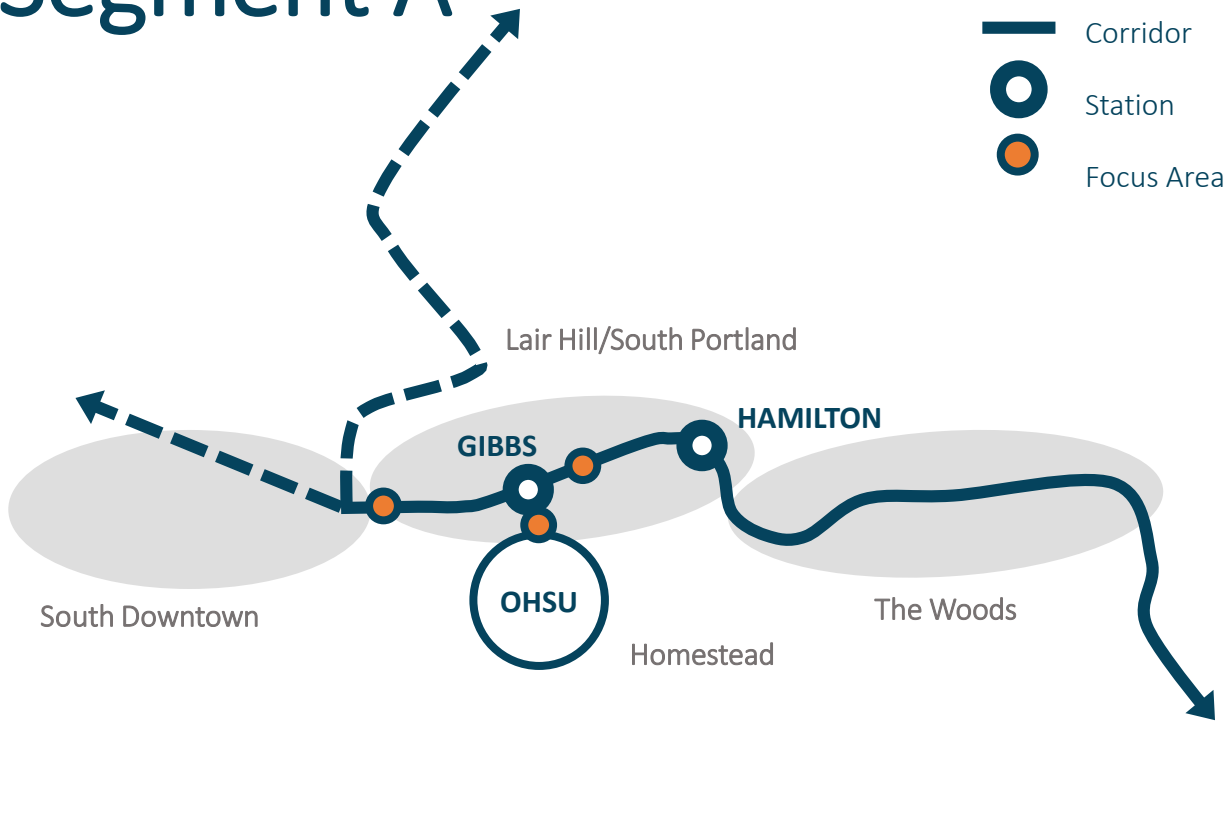 Segment A
Corridor
Station
Focus Area
Lair Hill/South Portland
HAMILTON
GIBBS
OHSU
South Downtown
The Woods
Homestead